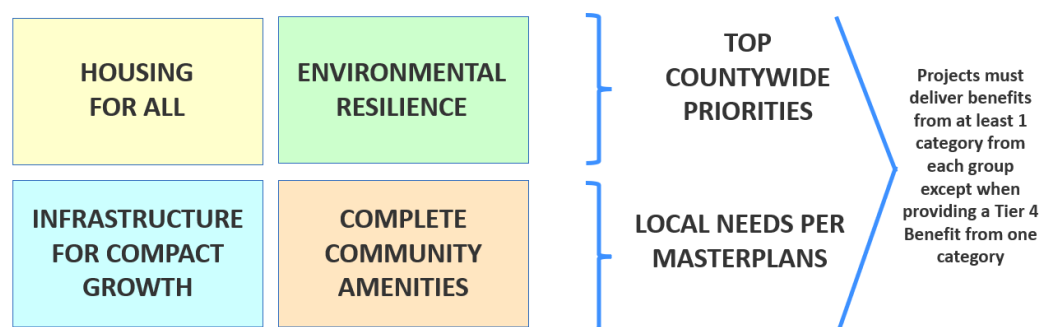 HOUSING
FOR ALL
ENVIRONMENTAL
RESILIENCE
TOP
COUNTYWIDE
PRIORITIES
INFRASTRUCTURE
FOR COMPACT
GROWTH
COMPLETE
COMMUNITY
AMENITIES
LOCAL NEEDS PER
MASTERPLANS
Projects must
deliver benefits
from at least 1
category from
each group
except when
providing a Tier 4
Benefit from one
category